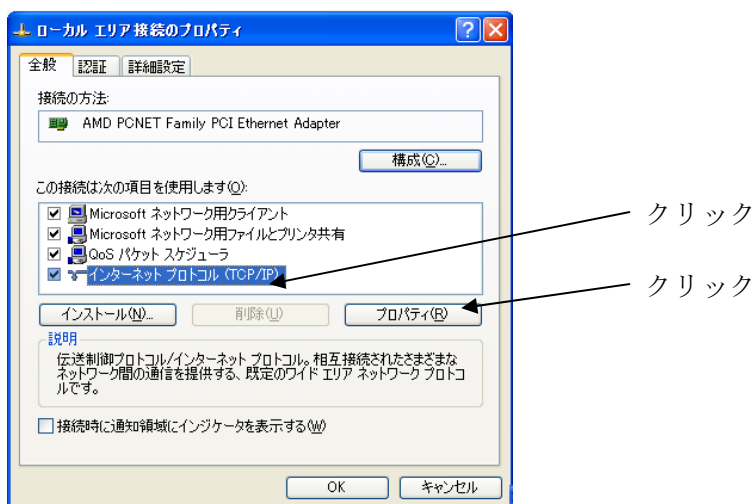 ローカル エリア接続のプロパティ
全般 認証 詳細設定
接続の方法:
AMD PCNET Family PCI Ethernet Adapter
構成(C)...
この接続は次の項目を使用します(O):
Microsoft ネットワーク用クライアント
Microsoft ネットワーク用ファイルとプリンタ共有
QoS パケット スケジューラ
インターネット プロトコル (TCP/IP)
クリック
クリック
インストール(N)... 削除(U) プロパティ(R)
説明
伝送制御プロトコル/インターネット プロトコル。相互接続されたさまざまな
ネットワーク間の通信を提供する、既定のワイド エリア ネットワーク プロトコ
ルです。
接続時に通知領域にインジケータを表示する(W)
OK キャンセル